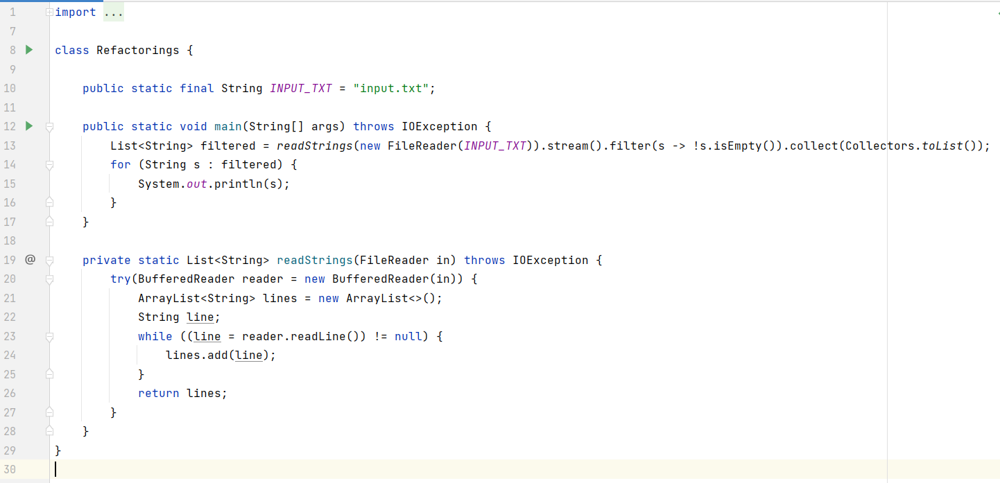 1 import ...
7
8 class Refactorings {
9
10     public static final String INPUT_TXT = "input.txt";
11
12     public static void main(String[] args) throws IOException {
13         List<String> filtered = readStrings(new FileReader(INPUT_TXT)).stream().filter(s -> !s.isEmpty()).collect(Collectors.toList());
14         for (String s : filtered) {
15             System.out.println(s);
16         }
17     }
18
19 @   private static List<String> readStrings(FileReader in) throws IOException {
20         try(BufferedReader reader = new BufferedReader(in)) {
21             ArrayList<String> lines = new ArrayList<>();
22             String line;
23             while ((line = reader.readLine()) != null) {
24                 lines.add(line);
25             }
26             return lines;
27         }
28     }
29 }
30